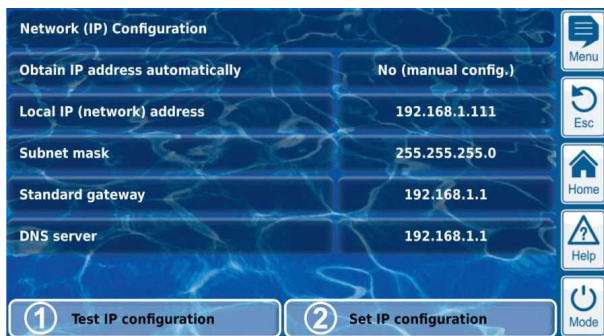 Network (IP) Configuration
Menu
Obtain IP address automatically No (manual config.)
Local IP (network) address 192.168.1.111
Esc
Subnet mask 255.255.255.0
Standard gateway 192.168.1.1
Home
DNS server 192.168.1.1
Help
1 Test IP configuration 2 Set IP configuration
Mode